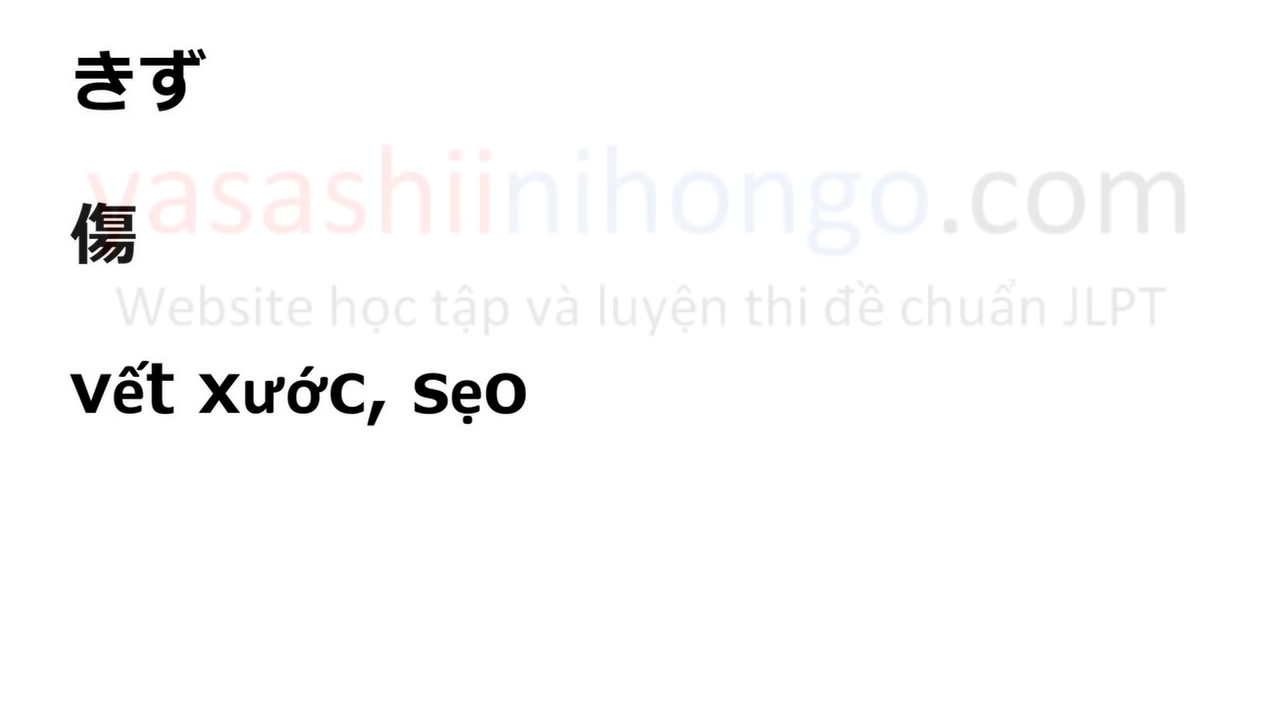 きず
yasashiinihongo.com
傷
Website học tập và luyện thi đề chuẩn JLPT
Vết XướC, SẹO